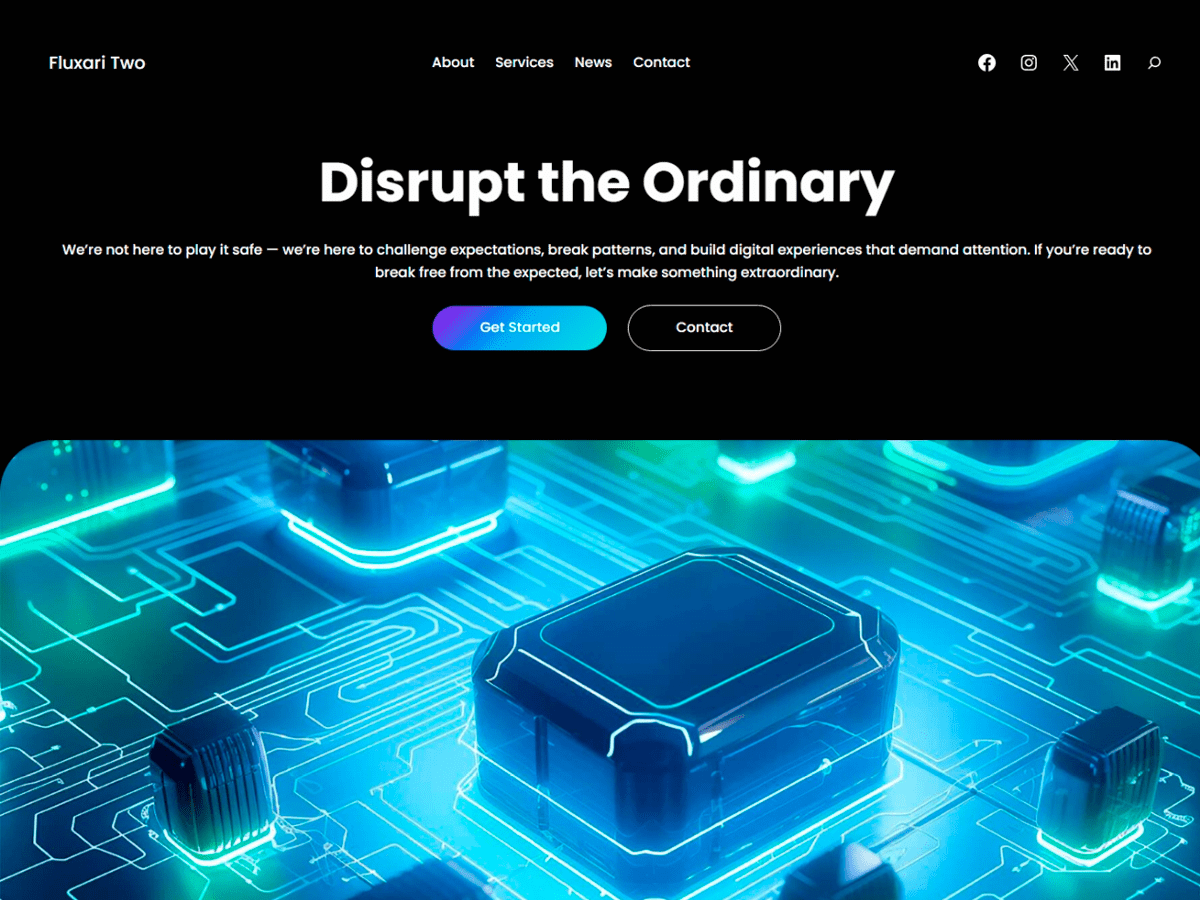 Fluxari Two
About Services News Contact
Disrupt the Ordinary
We’re not here to play it safe — we’re here to challenge expectations, break patterns, and build digital experiences that demand attention. If you’re ready to
break free from the expected, let’s make something extraordinary.
Get Started Contact